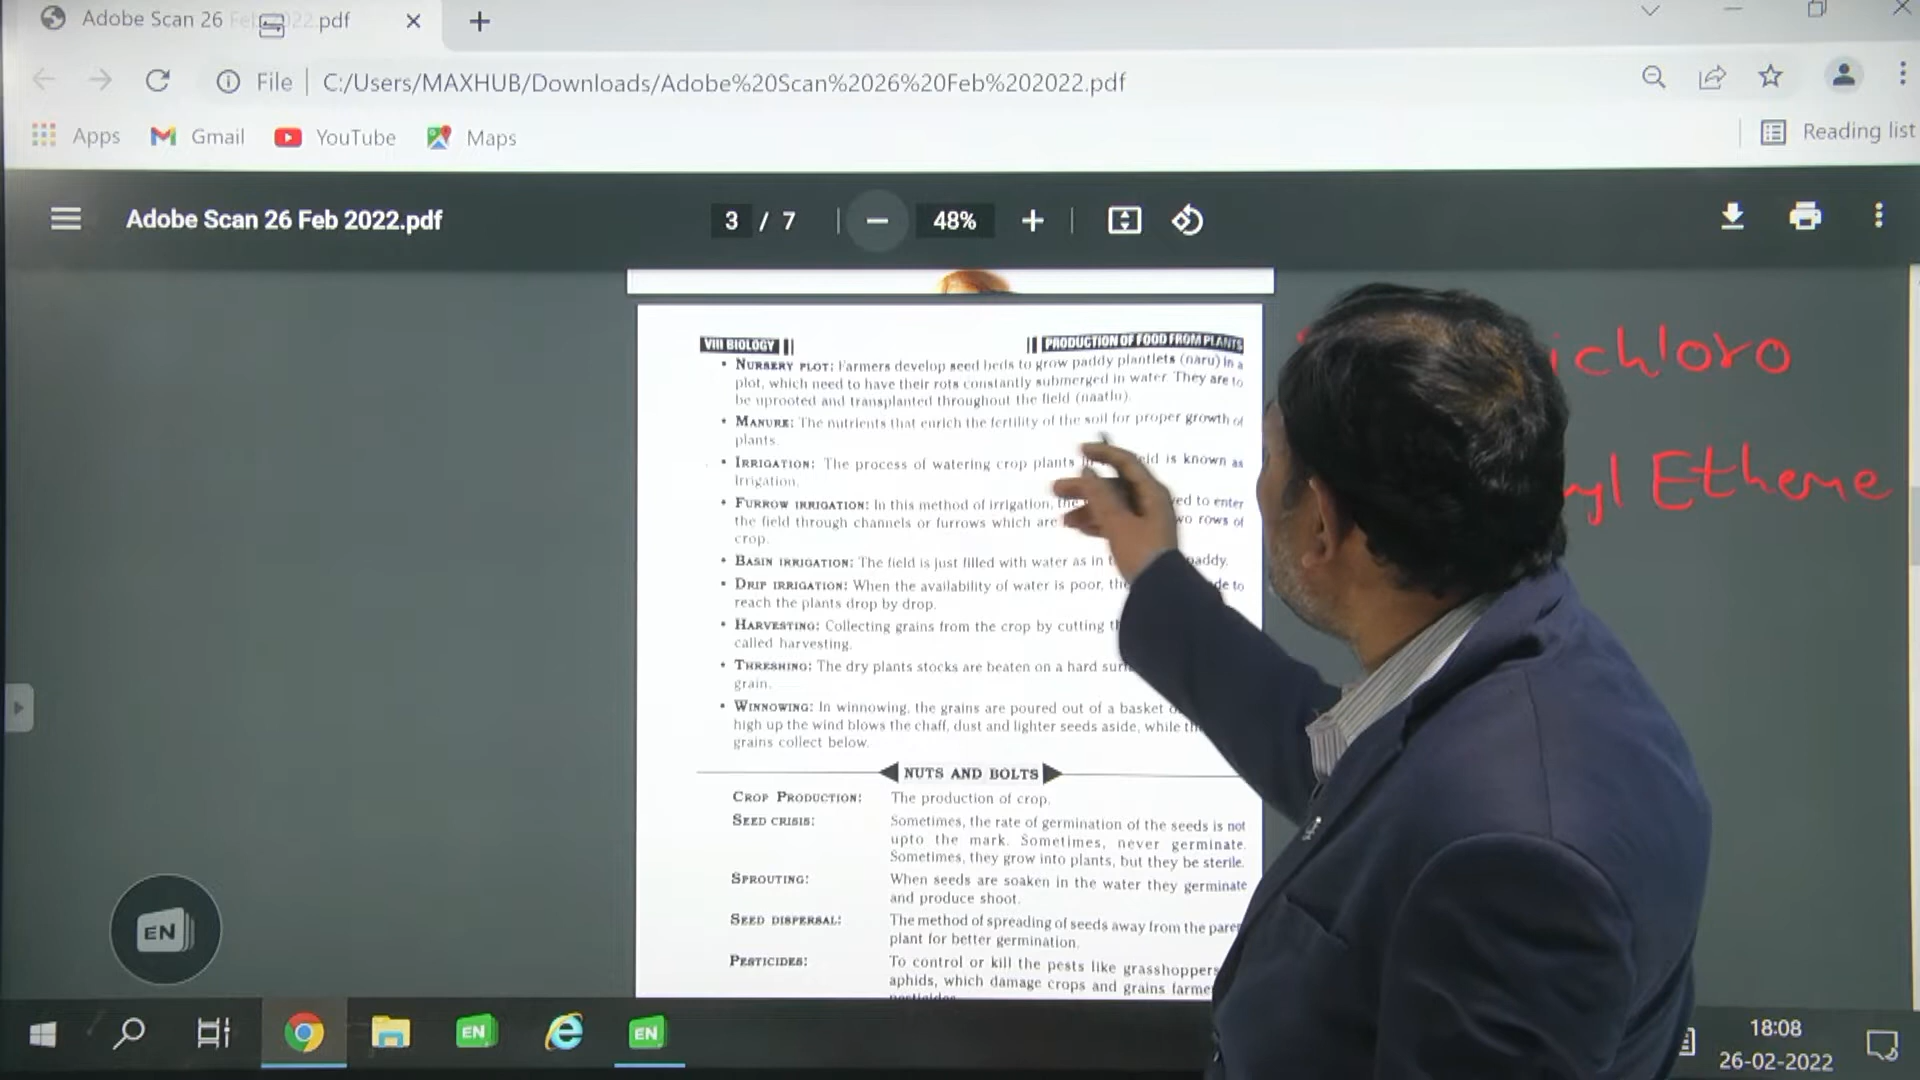 Adobe Scan 26 Feb 2022.pdf
File C:/Users/MAXHUB/Downloads/Adobe%20Scan%2026%20Feb%202022.pdf
Apps Gmail YouTube Maps Reading list
Adobe Scan 26 Feb 2022.pdf 3 / 7 48%
VIII BIOLOGY PRODUCTION OF FOOD FROM PLANTS
• NURSERY PLOT: Farmers develop seed beds to grow paddy plantlets (naru) in a
plot, which need to have their rots constantly submerged in water. They are to
be uprooted and transplanted throughout the field (naatlu).
• MANURE: The nutrients that enrich the fertility of the soil for proper growth of
plants.
• IRRIGATION: The process of watering crop plants is known as
Irrigation.
• FURROW IRRIGATION: In this method of irrigation, the to enter
the field through channels or furrows which are rows of
crop.
• BASIN IRRIGATION: The field is just filled with water as in paddy.
• DRIP IRRIGATION: When the availability of water is poor, to
reach the plants drop by drop.
• HARVESTING: Collecting grains from the crop by cutting
called harvesting.
• THRESHING: The dry plants stocks are beaten on a hard
grain.
• WINNOWING: In winnowing, the grains are poured out of a basket
high up the wind blows the chaff, dust and lighter seeds aside, while
grains collect below.
NUTS AND BOLTS
CROP PRODUCTION: The production of crop.
SEED CRISIS: Sometimes, the rate of germination of the seeds is not
upto the mark. Sometimes, never germinate.
Sometimes, they grow into plants, but they be sterile.
SPROUTING: When seeds are soaken in the water they germinate
and produce shoot.
SEED DISPERSAL: The method of spreading of seeds away from the
plant for better germination.
PESTICIDES: To control or kill the pests like grasshoppers
aphids, which damage crops and grains
ichloro
yl Ethene
EN
EN EN
18:08
26-02-2022